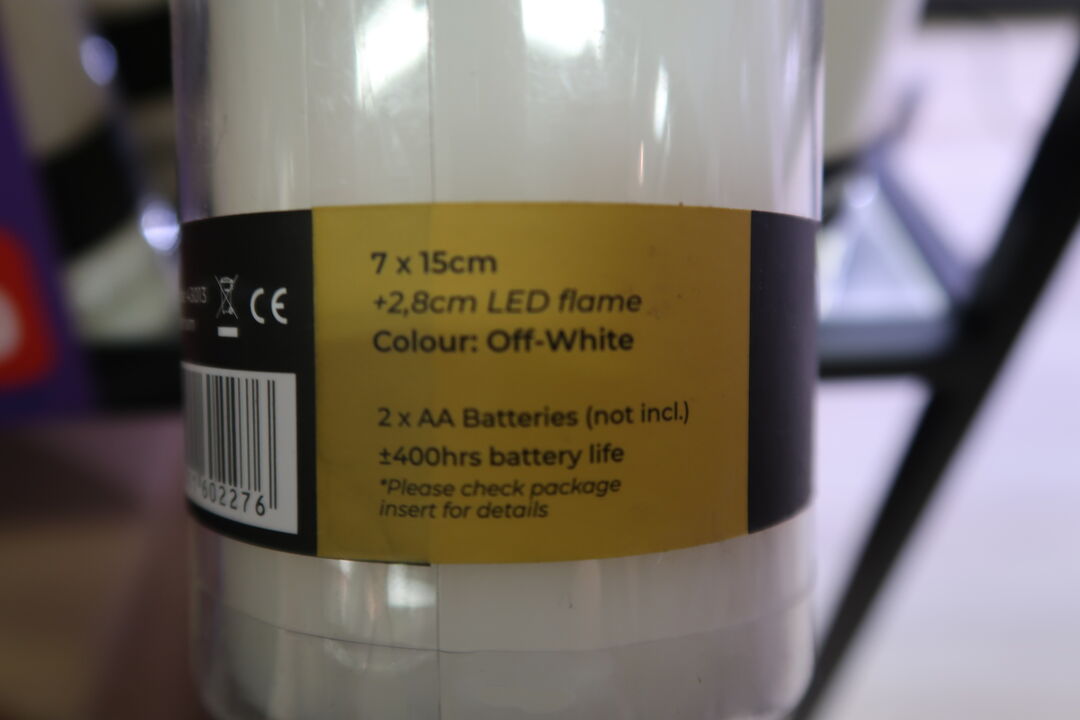 7 x 15cm
+2,8cm LED flame
Colour: Off-White
2 x AA Batteries (not incl.)
±400hrs battery life
*Please check package
insert for details
CE
602276